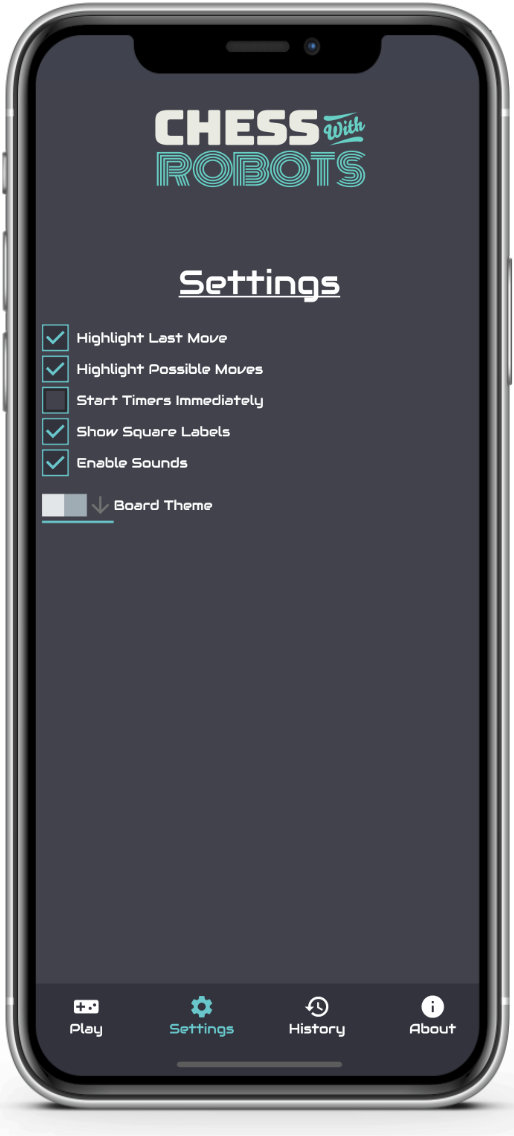 CHESS With
ROBOTS
Settings
Highlight Last Move
Highlight Possible Moves
Start Timers Immediately
Show Square Labels
Enable Sounds
Board Theme
Play Settings History About